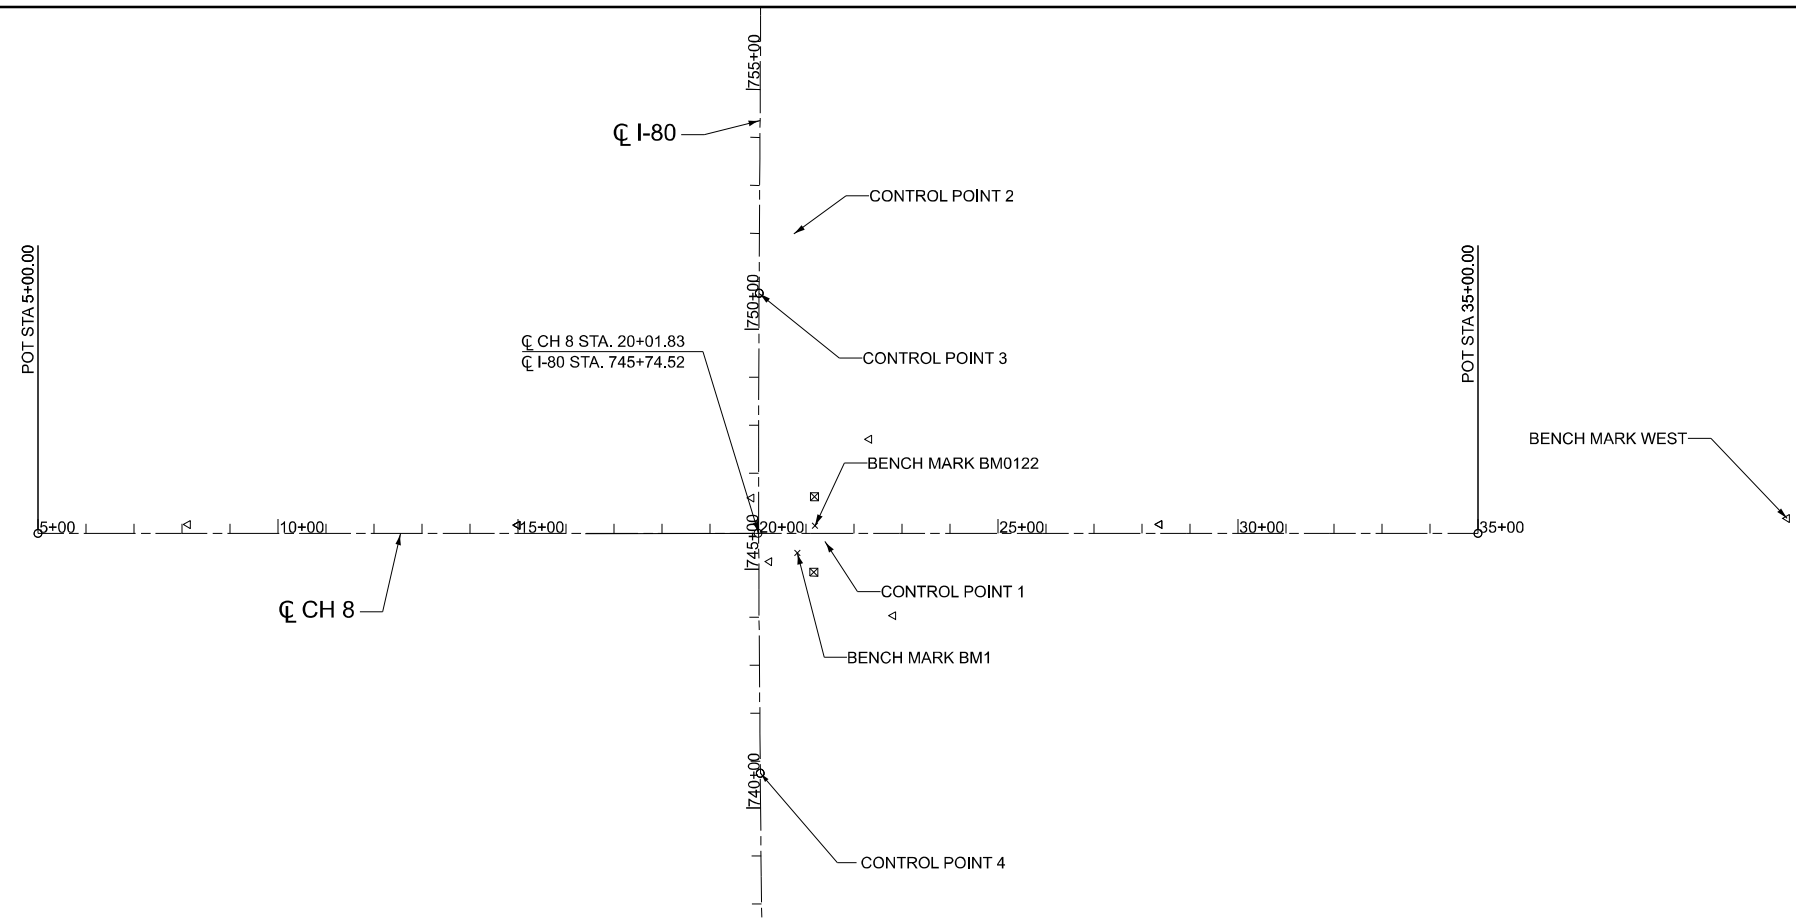 755+00
℄ I-80
CONTROL POINT 2
POT STA 5+00.00
POT STA 35+00.00
750+00
℄ CH 8 STA. 20+01.83
℄ I-80 STA. 745+74.52
CONTROL POINT 3
BENCH MARK WEST
BENCH MARK BM0122
5+00
10+00
15+00
20+00
25+00
30+00
35+00
745+00
CONTROL POINT 1
℄ CH 8
BENCH MARK BM1
740+00
CONTROL POINT 4